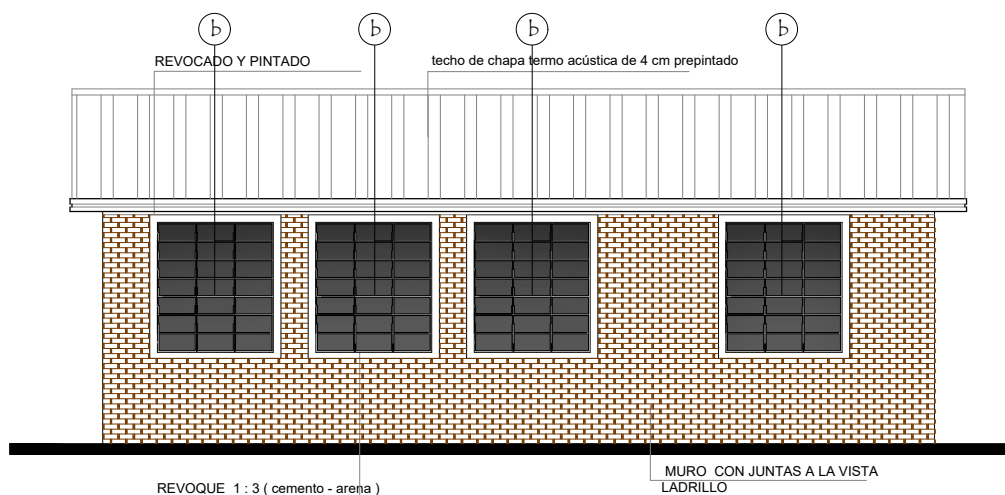 b b b b
REVOCADO Y PINTADO
techo de chapa termo acústica de 4 cm prepintado
MURO CON JUNTAS A LA VISTA
LADRILLO
REVOQUE 1 : 3 ( cemento - arena )